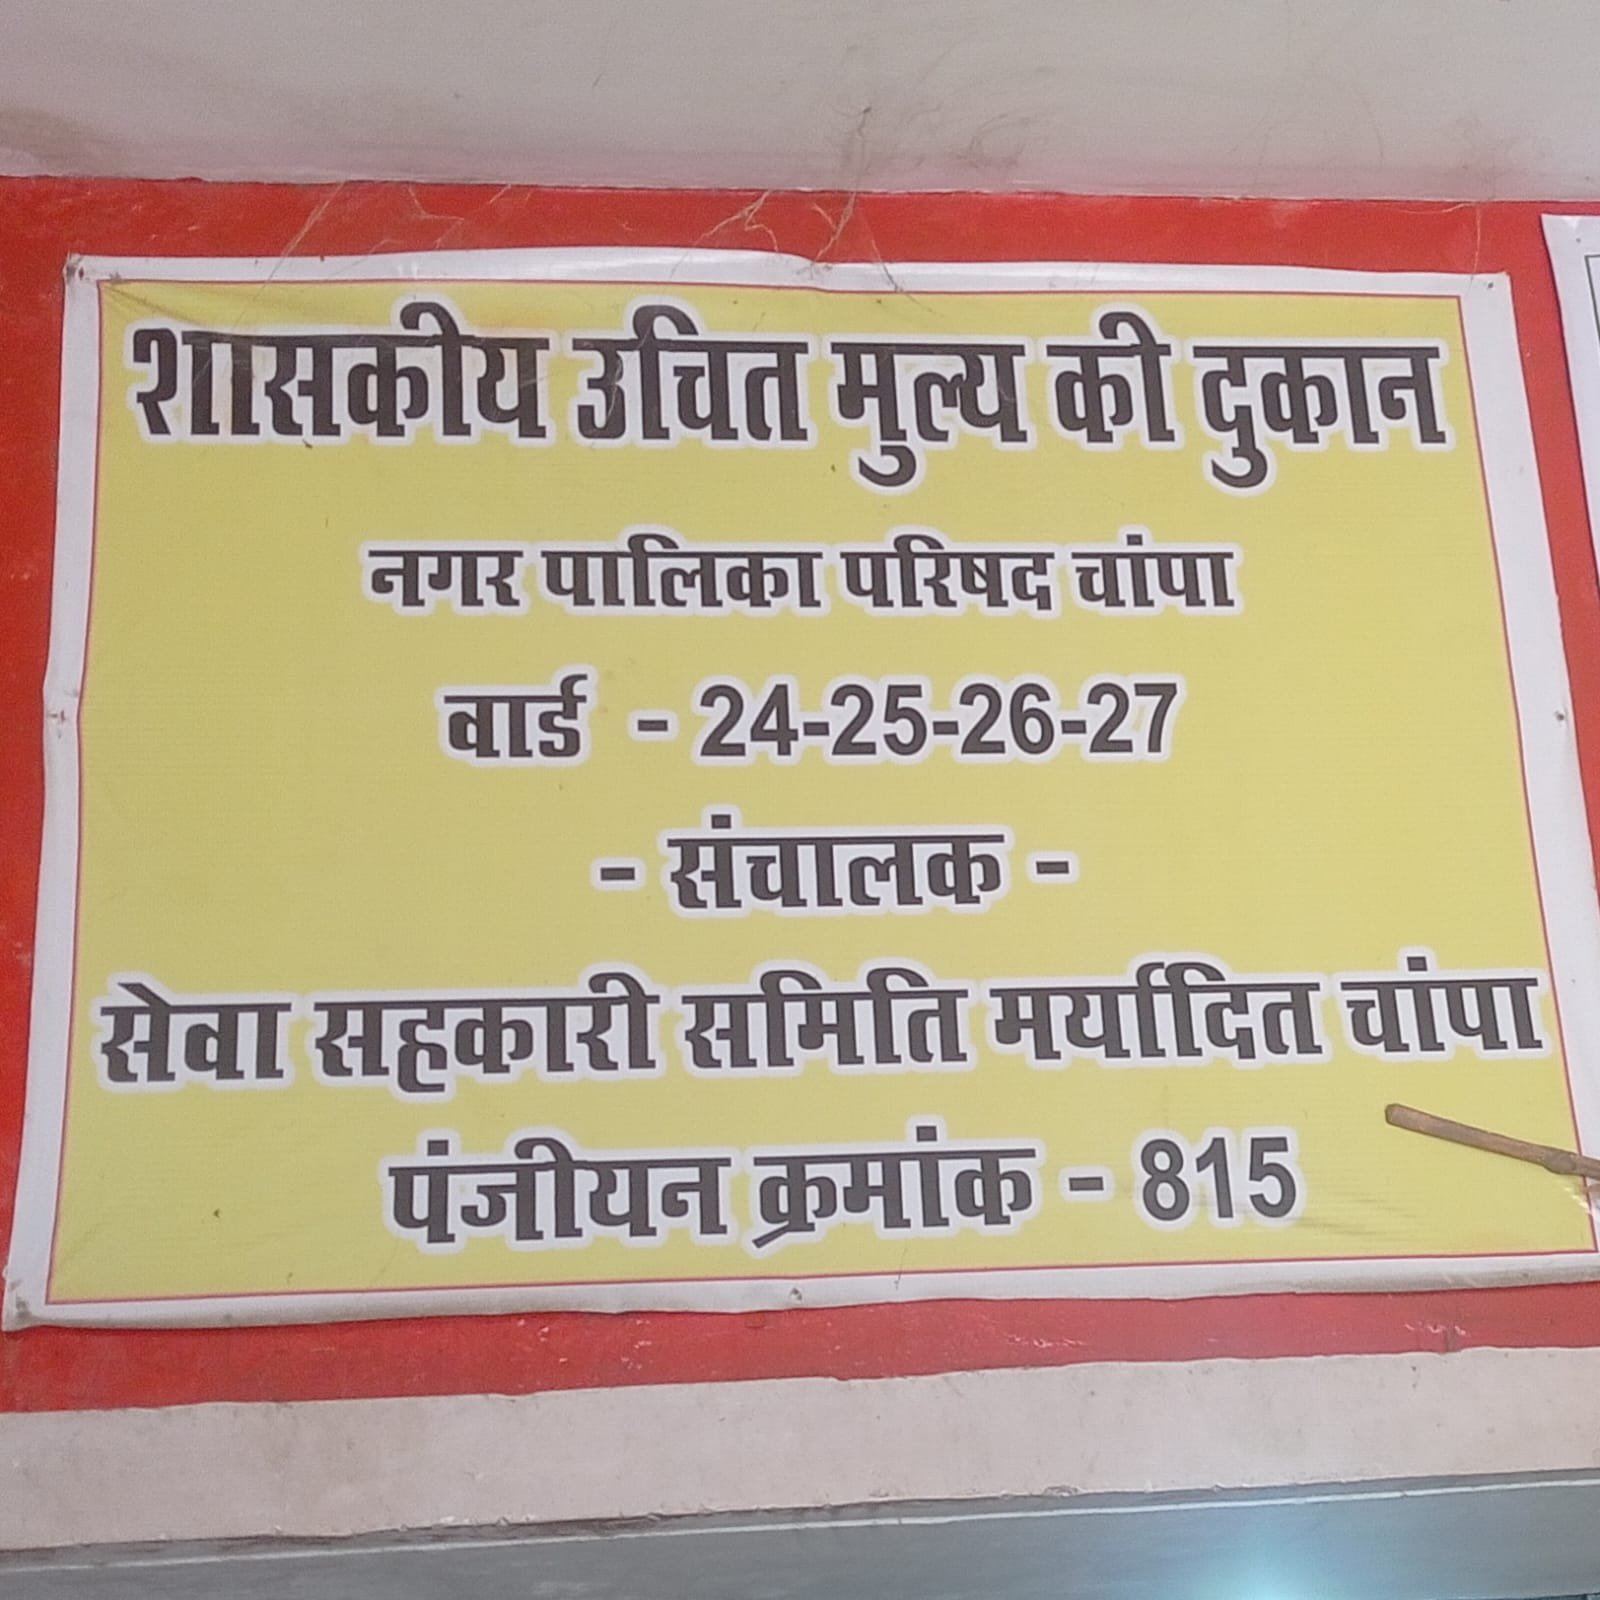 शासकीय उचित मुल्य की दुकान
नगर पालिका परिषद चांपा
वार्ड - 24-25-26-27
- संचालक -
सेवा सहकारी समिति मर्यादित चांपा
पंजीयन क्रमांक - 815